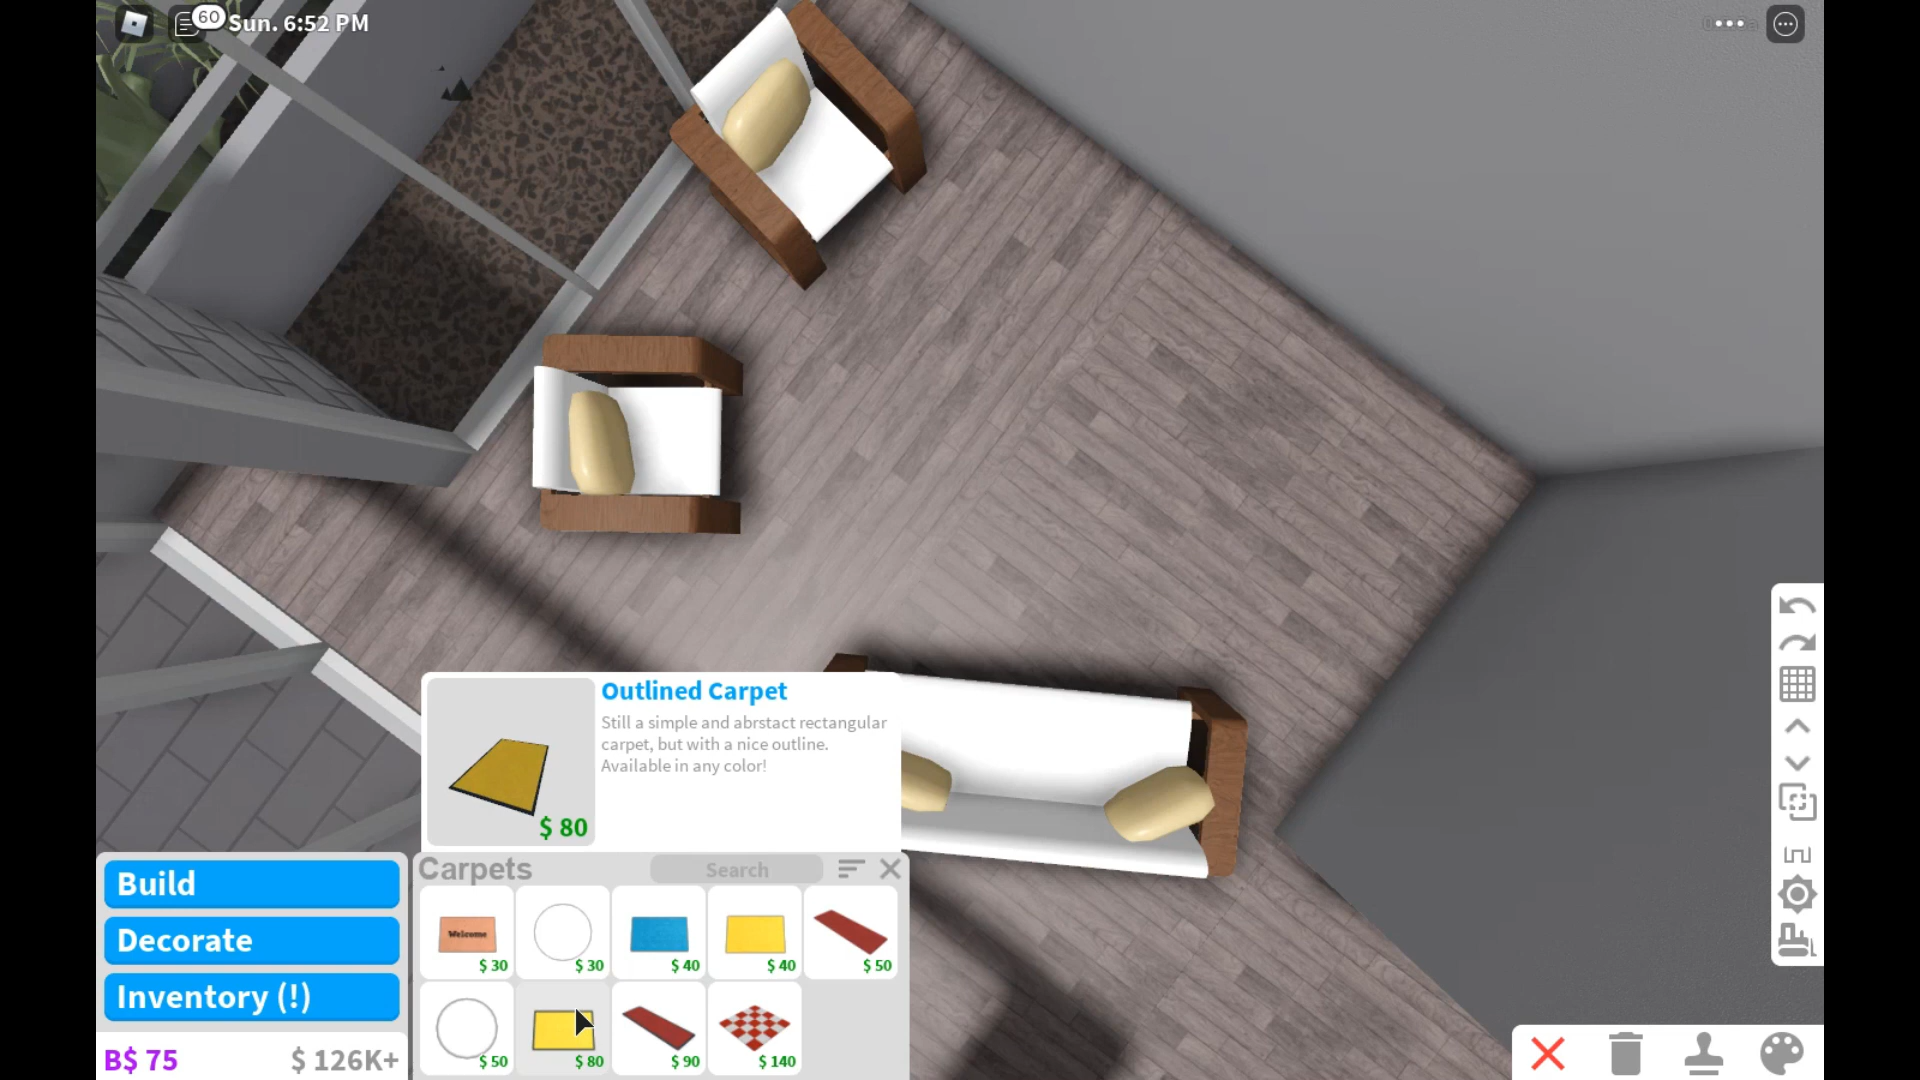 60
Sun. 6:52 PM
Outlined Carpet
Still a simple and abrstact rectangular
carpet, but with a nice outline.
Available in any color!
$ 80
Build
Decorate
Inventory (!)
B$ 75
$ 126K+
Carpets
Search
Welcome
$ 30
$ 30
$ 40
$ 40
$ 50
$ 50
$ 80
$ 90
$ 140